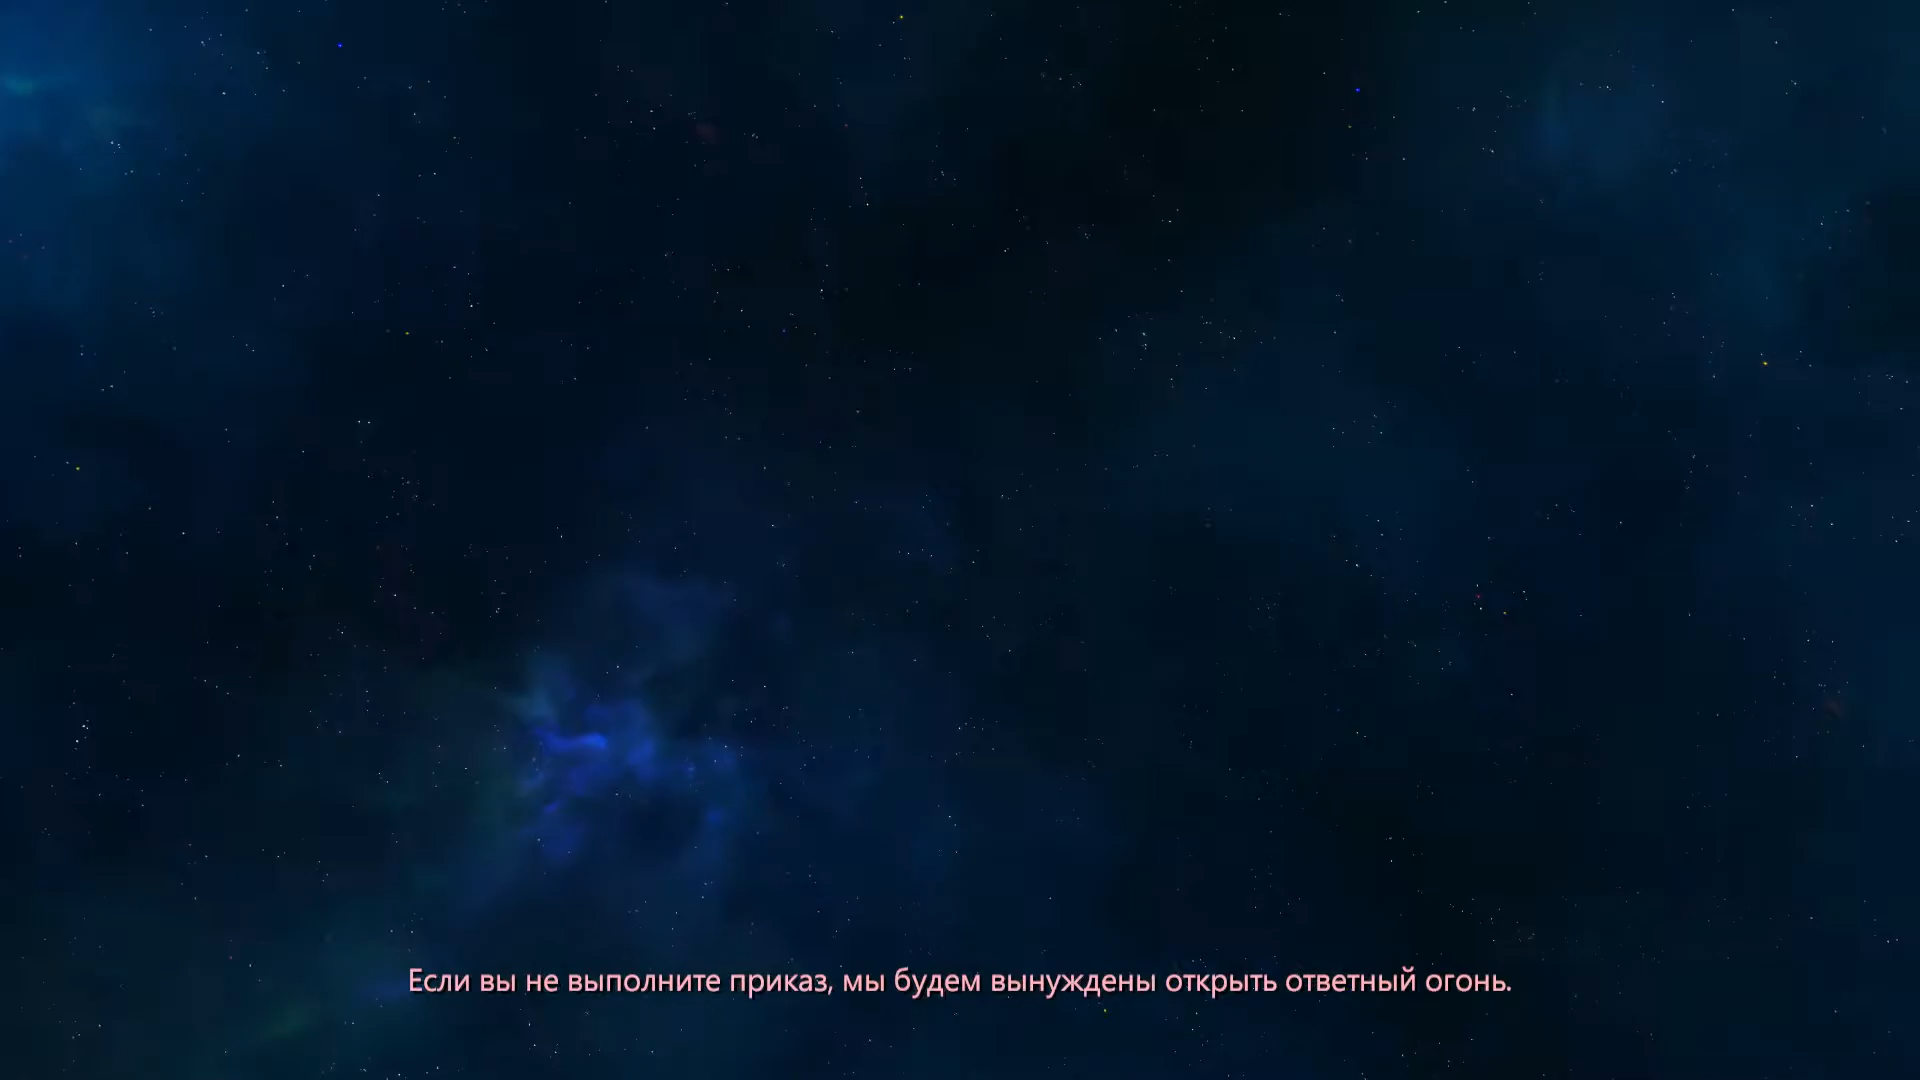 Если вы не выполните приказ, мы будем вынуждены открыть ответный огонь.